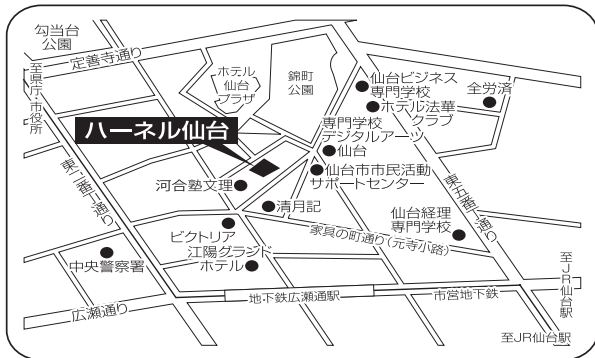 勾当台
公園
定善寺通り
至県庁・市役所
ホテル
仙台
プラザ
錦町
公園
仙台ビジネス
専門学校
ホテル法華
クラブ
全労済
ハーネル仙台
専門学校
デジタルアーツ
仙台
東二番丁通り
河合塾文理
仙台市市民活動
サポートセンター
東五番丁通り
清月記
ビクトリア
仙台経理
専門学校
家具の町通り(元寺小路)
江陽グランド
ホテル
中央警察署
至JR仙台駅
広瀬通り
地下鉄広瀬通駅
市営地下鉄
至JR仙台駅